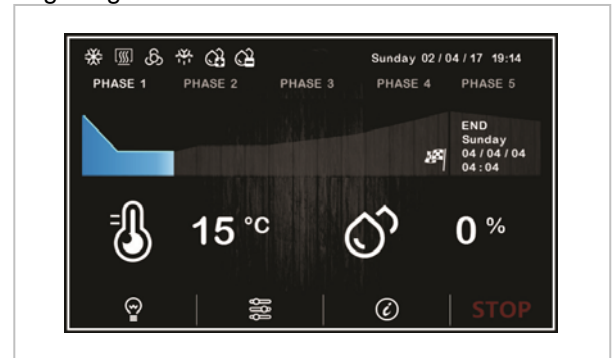 Sunday 02 / 04 / 17 19:14
PHASE 1 PHASE 2 PHASE 3 PHASE 4 PHASE 5
END
Sunday
04 / 04 / 04
04 : 04
15 °C
0 %
i
STOP